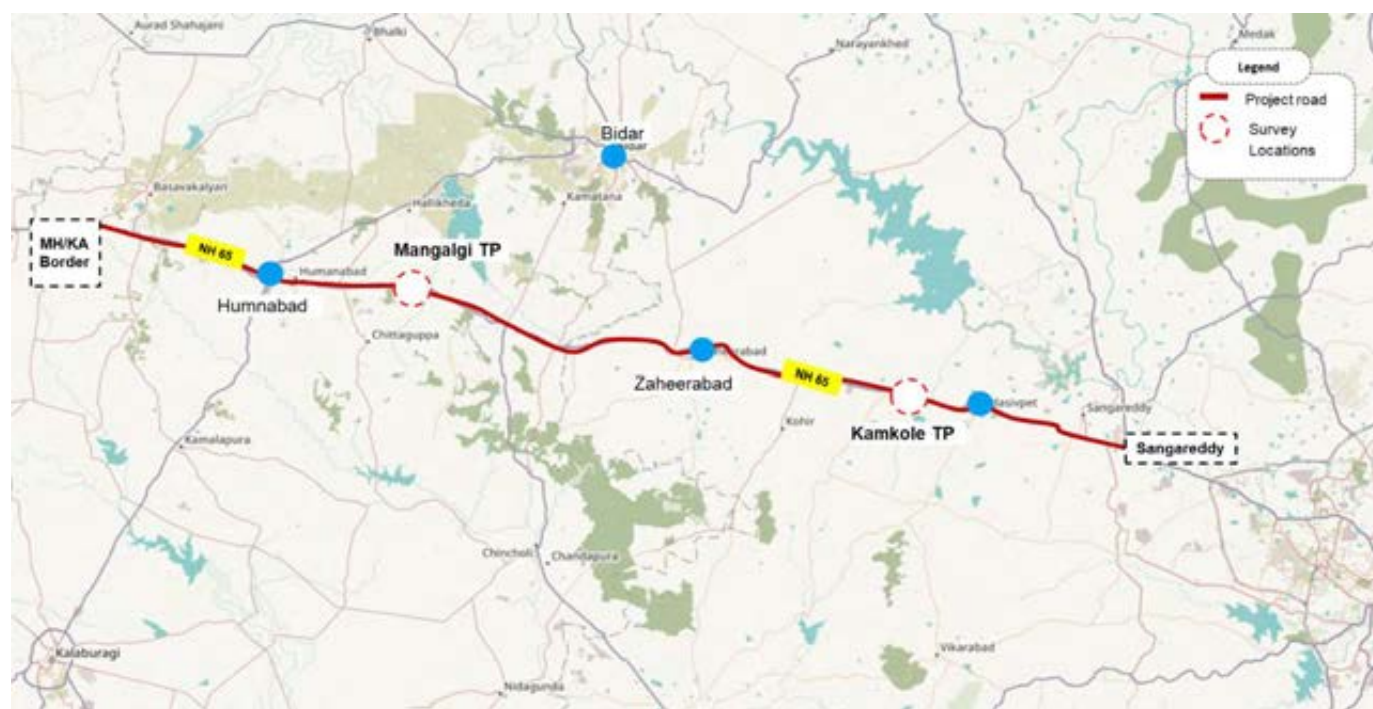 Aurad Shahajani
Bhalki
Narayankhed
Medak
Legend
Project road
Survey
Locations
Bidar
Basavakalyan
Hallikheda
Kamatana
MH/KA
Border
NH 65
Mangalgi TP
Humanabad
Humnabad
Chittaguppa
Zaheerabad
NH 65
Kohir
Kamkole TP
Sangareddy
Sangareddy
Kamalapura
Chincholi
Chandapura
Vikarabad
Kalaburagi
Nidagunda